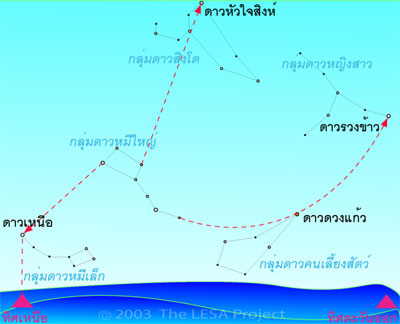 ดาวหัวใจสิงห์
กลุ่มดาวสิงโต
กลุ่มดาวหญิงสาว
ดาวรวงข้าว
กลุ่มดาวหมีใหญ่
ดาวเหนือ
ดาวดวงแก้ว
กลุ่มดาวหมีเล็ก
กลุ่มดาวคนเลี้ยงสัตว์
ทิศเหนือ
© 2003 The LESA Project
ทิศตะวันออก